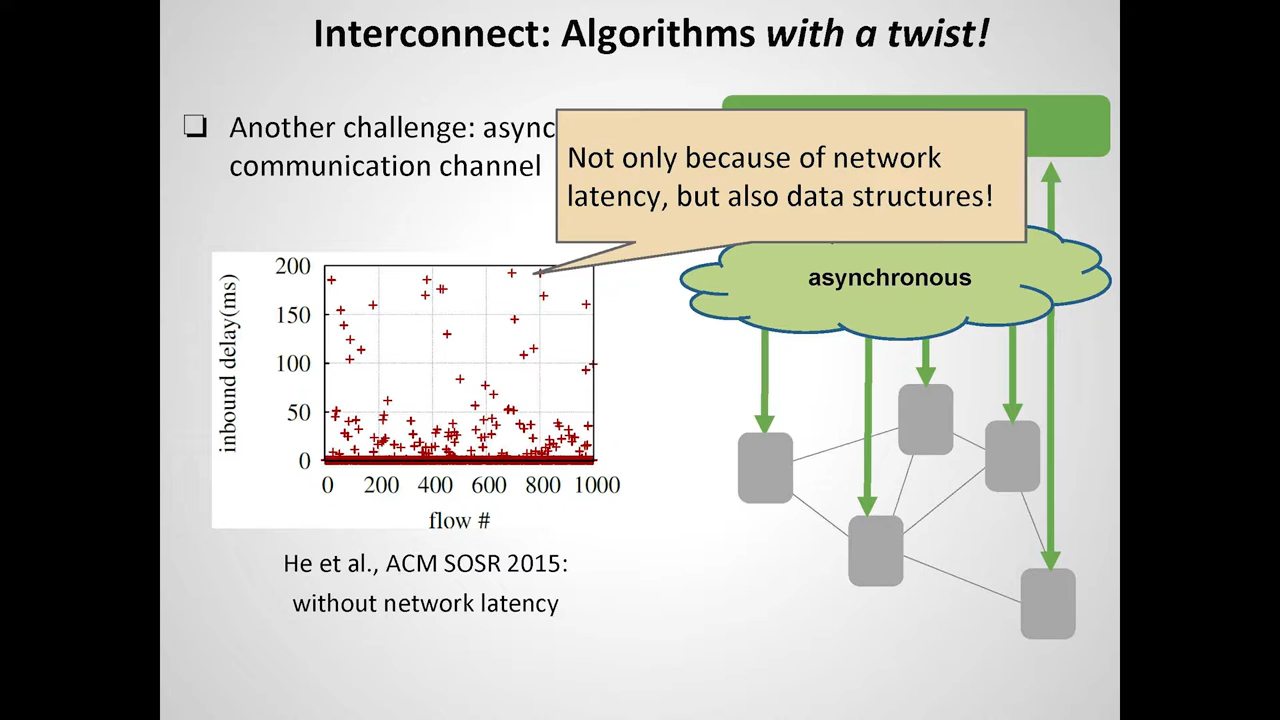 Interconnect: Algorithms with a twist!
❑ Another challenge: async
communication channel
Not only because of network
latency, but also data structures!
asynchronous
inbound delay(ms)
200
150
100
50
0
0 200 400 600 800 1000
flow #
He et al., ACM SOSR 2015:
without network latency